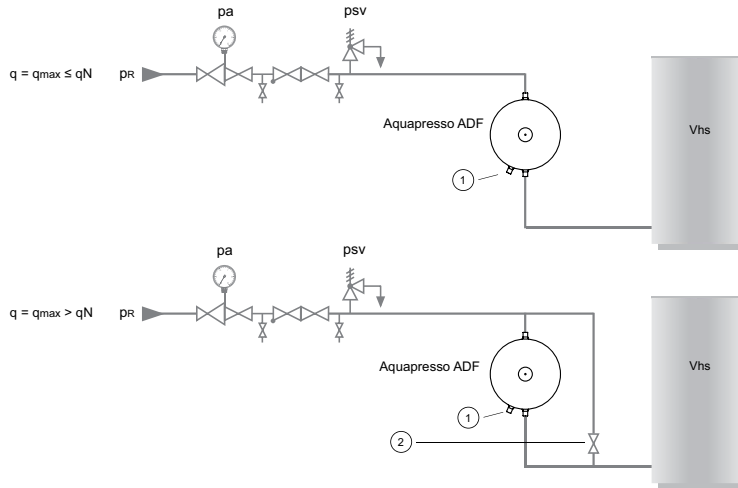 pa
psv
q = qmax ≤ qN
pR
Aquapresso ADF
Vhs
1
pa
psv
q = qmax > qN
pR
Aquapresso ADF
Vhs
1
2